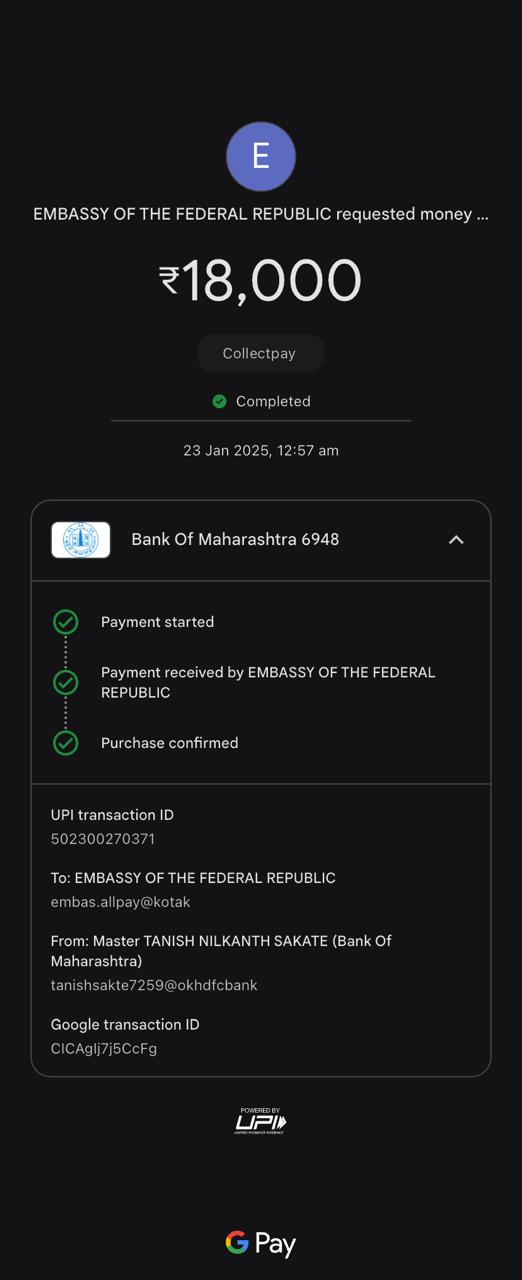 E
EMBASSY OF THE FEDERAL REPUBLIC requested money ...
₹18,000
Collectpay
Completed
23 Jan 2025, 12:57 am
Bank Of Maharashtra 6948
Payment started
Payment received by EMBASSY OF THE FEDERAL
REPUBLIC
Purchase confirmed
UPI transaction ID
502300270371
To: EMBASSY OF THE FEDERAL REPUBLIC
embas.allpay@kotak
From: Master TANISH NILKANTH SAKATE (Bank Of
Maharashtra)
tanishsakte7259@okhdfcbank
Google transaction ID
CICAgIj7j5CcFg
POWERED BY
UPI
UNIFIED PAYMENTS INTERFACE
G Pay